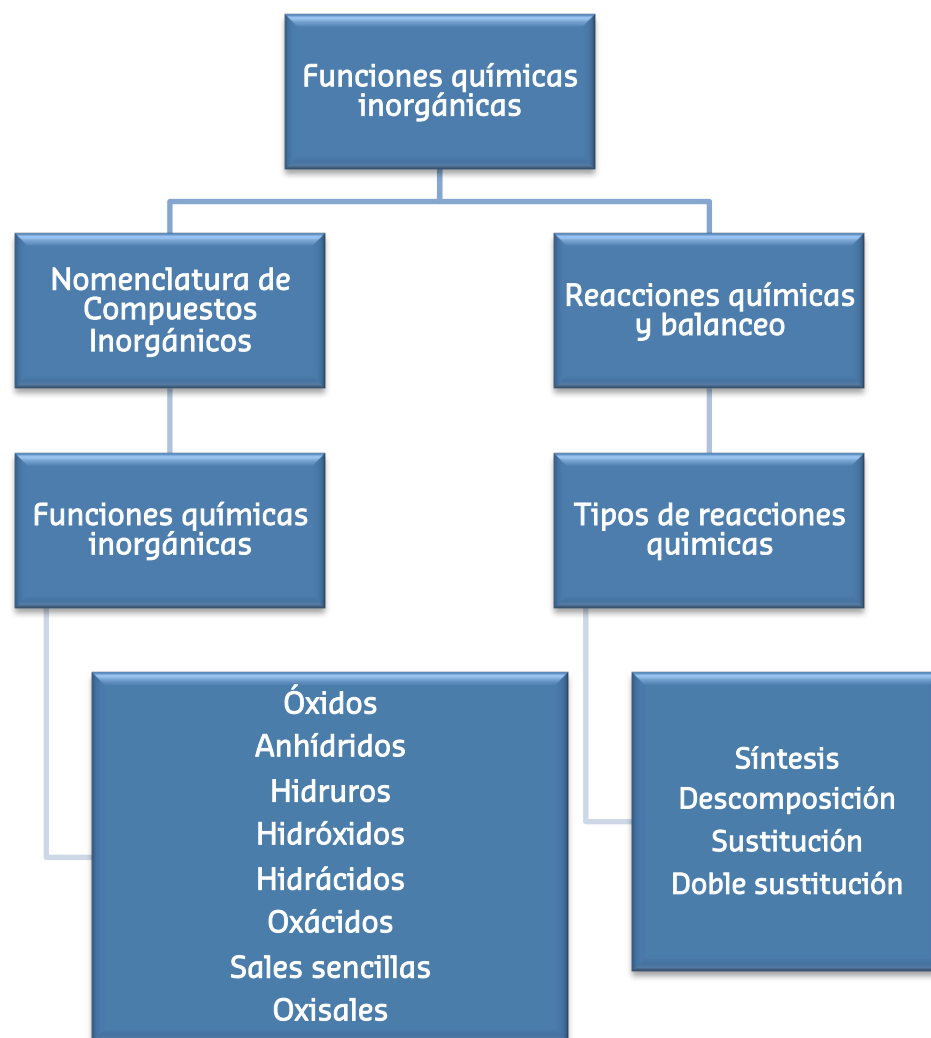 Funciones químicas
inorgánicas
Nomenclatura de
Compuestos
Inorgánicos
Reacciones químicas
y balanceo
Funciones químicas
inorgánicas
Tipos de reacciones
quimicas
Óxidos
Anhídridos
Hidruros
Hidróxidos
Hidrácidos
Oxácidos
Sales sencillas
Oxisales
Síntesis
Descomposición
Sustitución
Doble sustitución